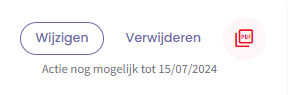 Wijzigen Verwijderen PDF
Actie nog mogelijk tot 15/07/2024